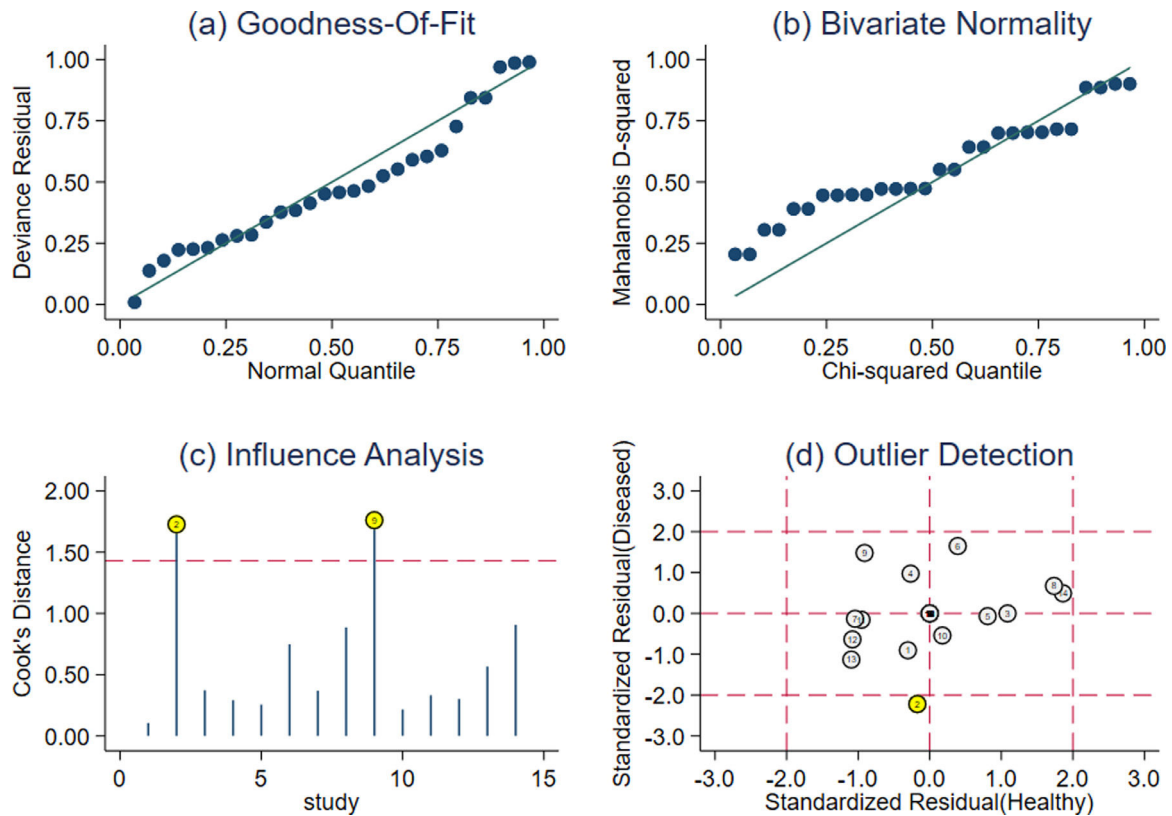 (a) Goodness-Of-Fit
Deviance Residual
1.00
0.75
0.50
0.25
0.00
0.00 0.25 0.50 0.75 1.00
Normal Quantile
(b) Bivariate Normality
Mahalanobis D-squared
1.00
0.75
0.50
0.25
0.00
0.00 0.25 0.50 0.75 1.00
Chi-squared Quantile
(c) Influence Analysis
Cook's Distance
2.00
1.50
1.00
0.50
0.00
2 9
0 5 10 15
study
(d) Outlier Detection
Standardized Residual(Diseased)
3.0
2.0
1.0
0.0
-1.0
-2.0
-3.0
6
9
4
8
3
5
7
10
12
1
13
2
-3.0 -2.0 -1.0 0.0 1.0 2.0 3.0
Standardized Residual(Healthy)